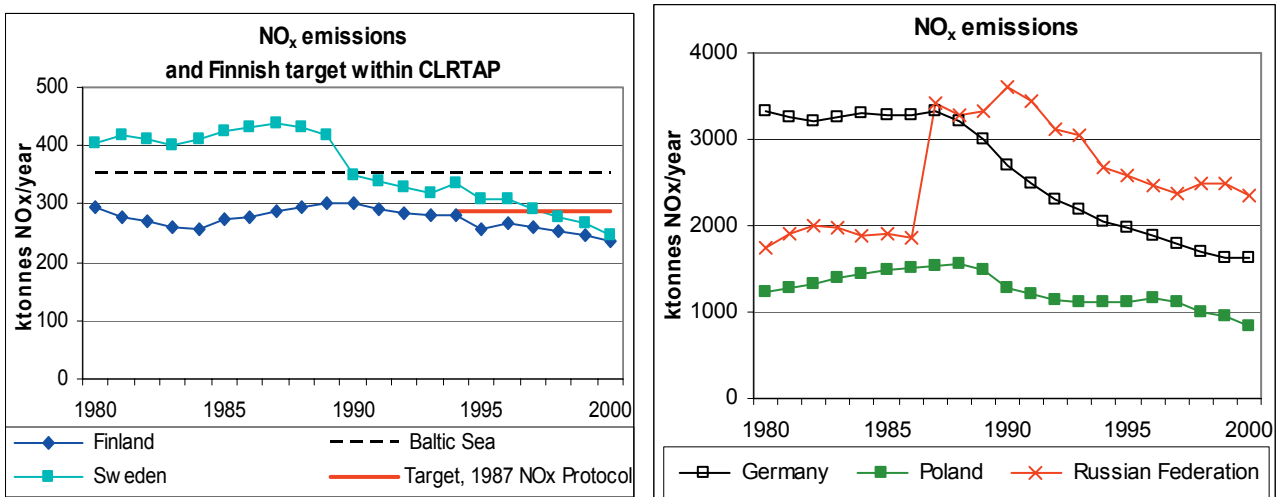 NOx emissions
and Finnish target within CLRTAP
ktonnes NOx/year
500
400
300
200
100
0
1980 1985 1990 1995 2000
Finland Baltic Sea
Sweden Target, 1987 NOx Protocol
NOx emissions
ktonnes NOx/year
4000
3000
2000
1000
0
1980 1985 1990 1995 2000
Germany Poland Russian Federation